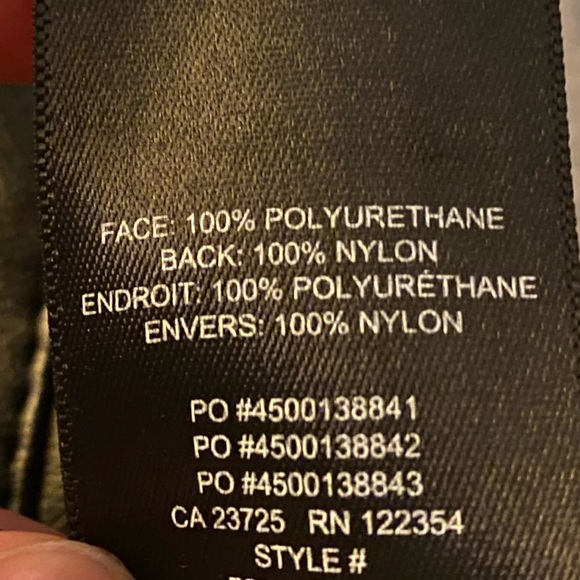 FACE: 100% POLYURETHANE
BACK: 100% NYLON
ENDROIT: 100% POLYURÉTHANE
ENVERS: 100% NYLON
PO #4500138841
PO #4500138842
PO #4500138843
CA 23725 RN 122354
STYLE #